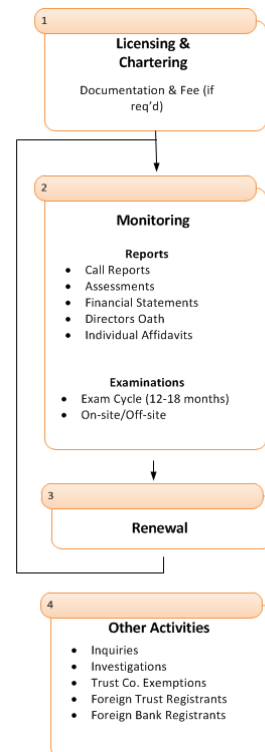 1
Licensing &
Chartering
Documentation & Fee (if
req'd)
2
Monitoring
Reports
• Call Reports
• Assessments
• Financial Statements
• Directors Oath
• Individual Affidavits
Examinations
• Exam Cycle (12-18 months)
• On-site/Off-site
3
Renewal
4
Other Activities
• Inquiries
• Investigations
• Trust Co. Exemptions
• Foreign Trust Registrants
• Foreign Bank Registrants